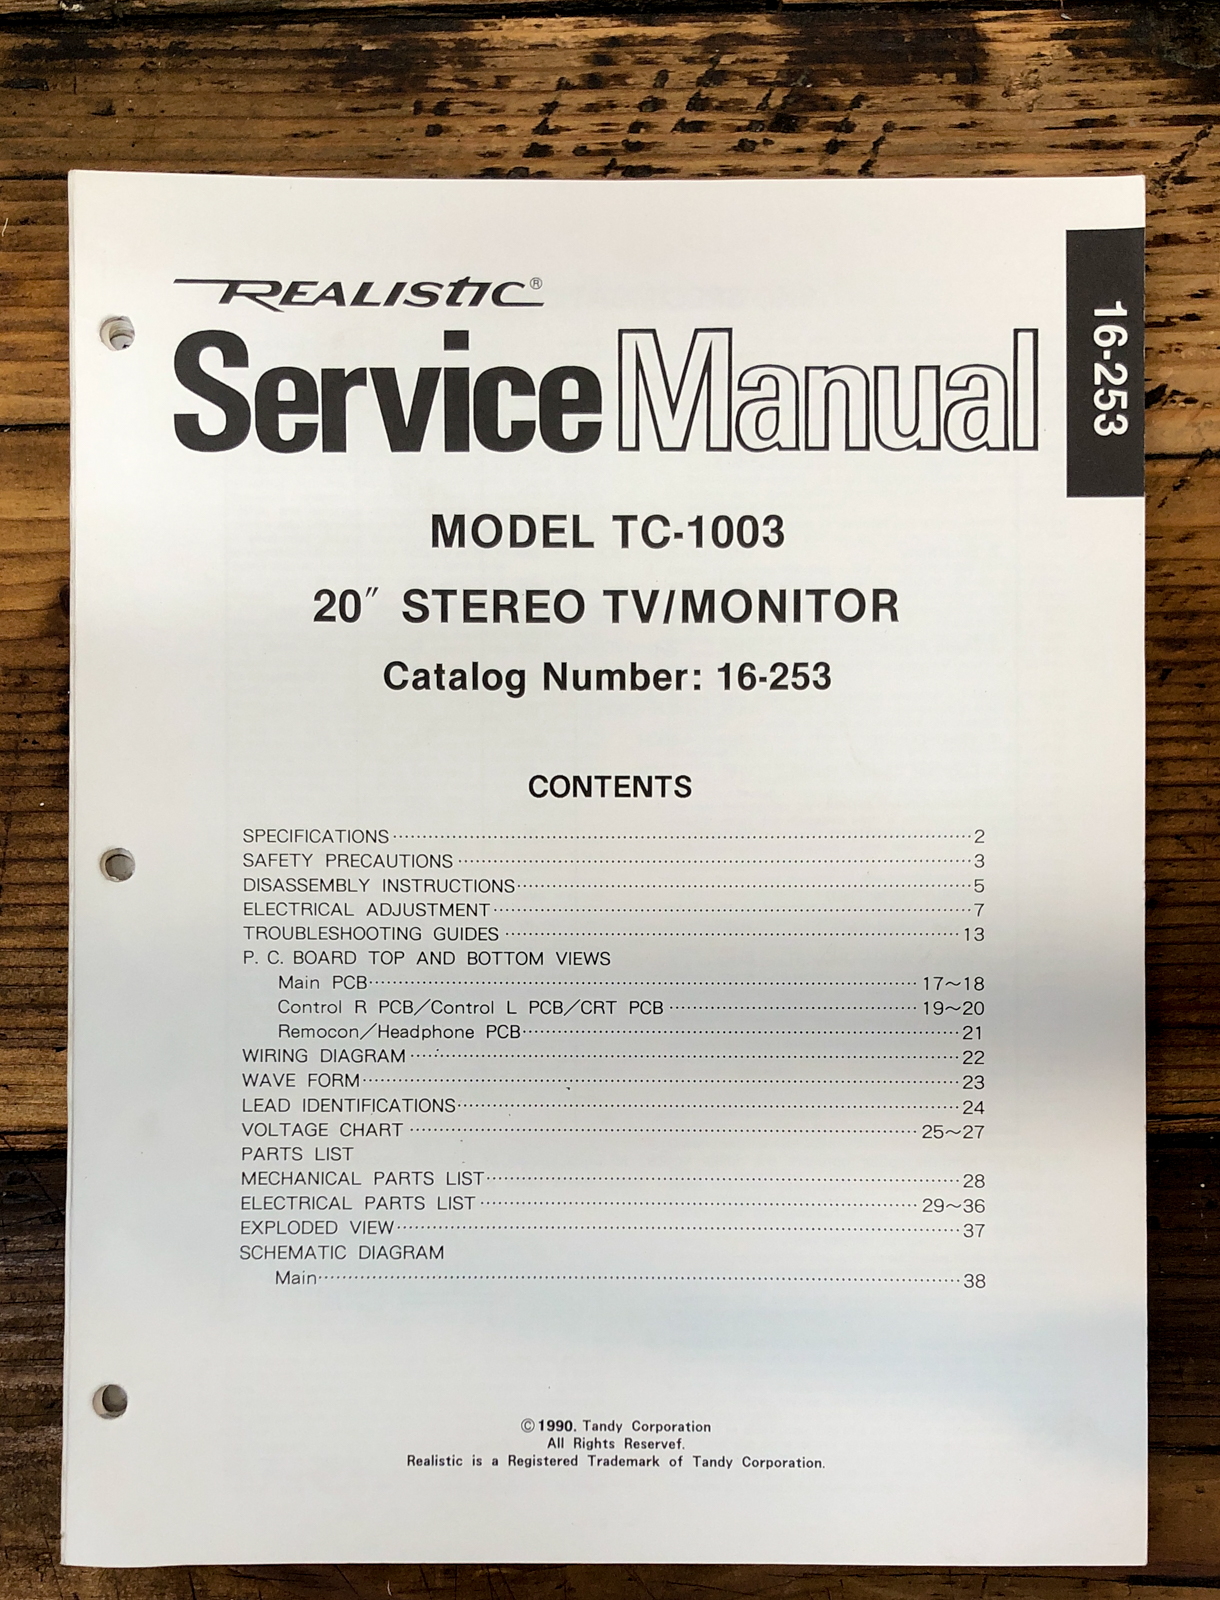 REALISTIC®
Service Manual
16-253
MODEL TC-1003
20″ STEREO TV/MONITOR
Catalog Number: 16-253
CONTENTS
SPECIFICATIONS 2
SAFETY PRECAUTIONS 3
DISASSEMBLY INSTRUCTIONS 5
ELECTRICAL ADJUSTMENT 7
TROUBLESHOOTING GUIDES 13
P. C. BOARD TOP AND BOTTOM VIEWS
Main PCB 17~18
Control R PCB/Control L PCB/CRT PCB 19~20
Remocon/Headphone PCB 21
WIRING DIAGRAM 22
WAVE FORM 23
LEAD IDENTIFICATIONS 24
VOLTAGE CHART 25~27
PARTS LIST
MECHANICAL PARTS LIST 28
ELECTRICAL PARTS LIST 29~36
EXPLODED VIEW 37
SCHEMATIC DIAGRAM
Main 38
©1990, Tandy Corporation
All Rights Reservef.
Realistic is a Registered Trademark of Tandy Corporation.